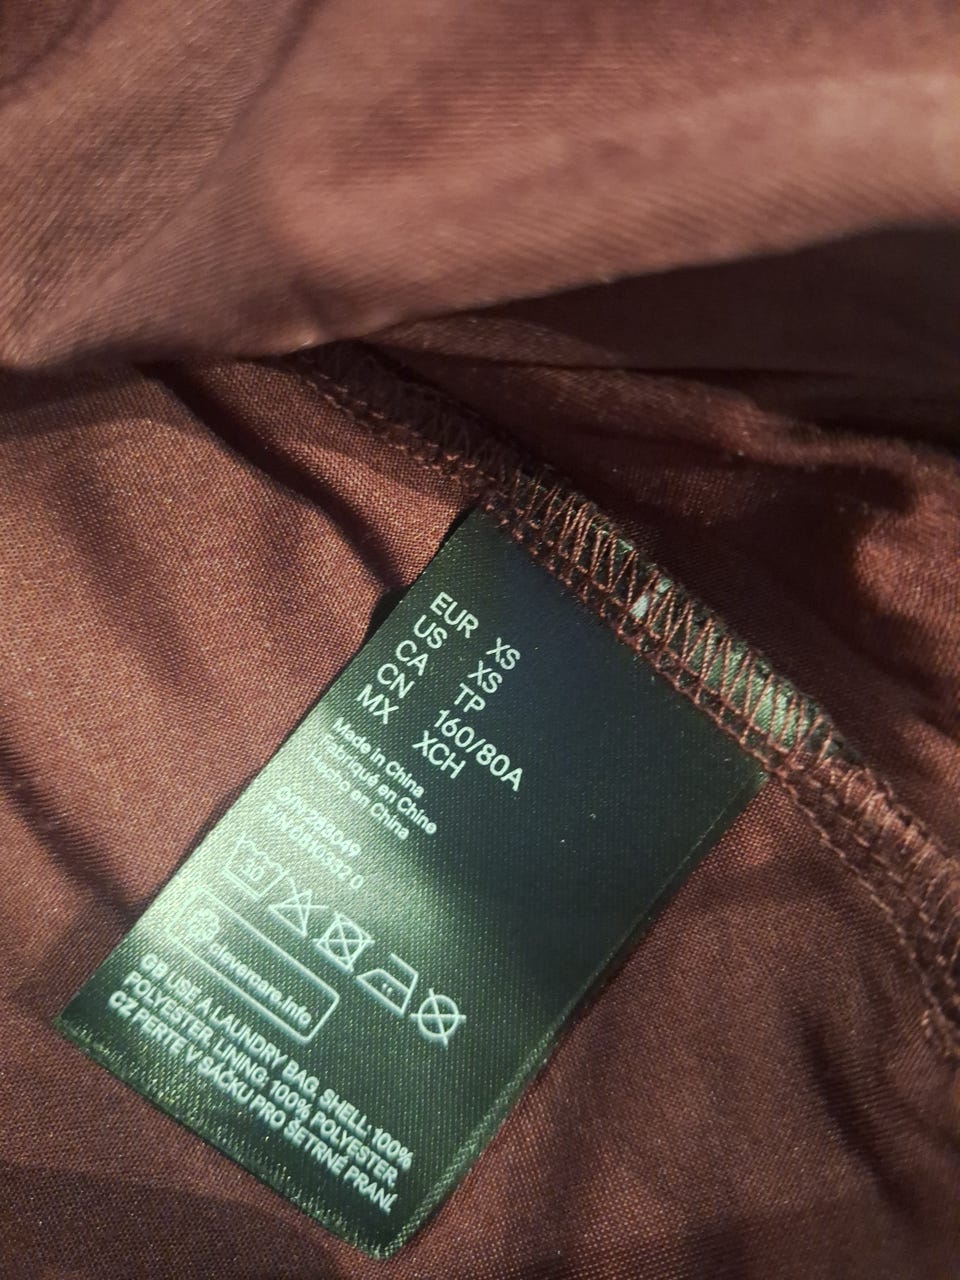 EUR XS
US XS
CA TP
CN 160/80A
MX XCH
Made in China
Fabriqué en Chine
Hecho en China
30
clevercare.info
GB USE A LAUNDRY BAG, SHELL: 100%
POLYESTER. LINING: 100% POLYESTER.
CZ PERTE V SÁČKU PRO ŠETRNÉ PRANÍ.